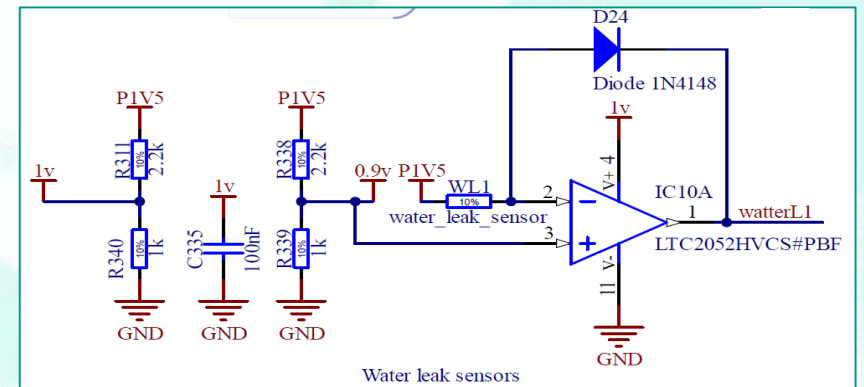 D24
Diode 1N4148
P1V5
R311
10%
2.2k
1v
R340
10%
1k
GND
1v
C335
100nF
GND
P1V5
R338
10%
2.2k
0.9v
R339
10%
1k
GND
P1V5
WL1
10%
water_leak_sensor
1v
V+ 4
2
3
IC10A
1
watterL1
LTC2052HVCS#PBF
11 V-
GND
Water leak sensors